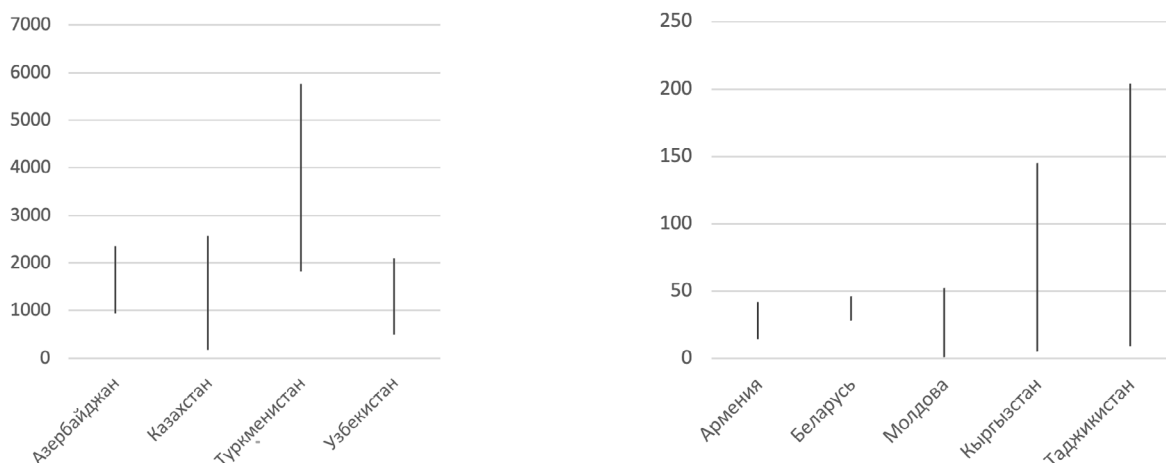 7000
6000
5000
4000
3000
2000
1000
0
Азербайджан
Казахстан
Туркменистан
Узбекистан
250
200
150
100
50
0
Армения
Беларусь
Молдова
Кыргызстан
Таджикистан